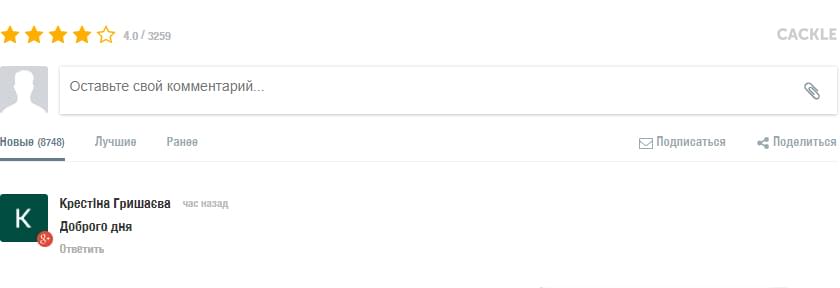 4.0 / 3259
CACKLE
Оставьте свой комментарий...
Новые (8748) Лучшие Ранее Подписаться Поделиться
К Крестіна Гришаєва час назад
g+
Доброго дня
Ответить